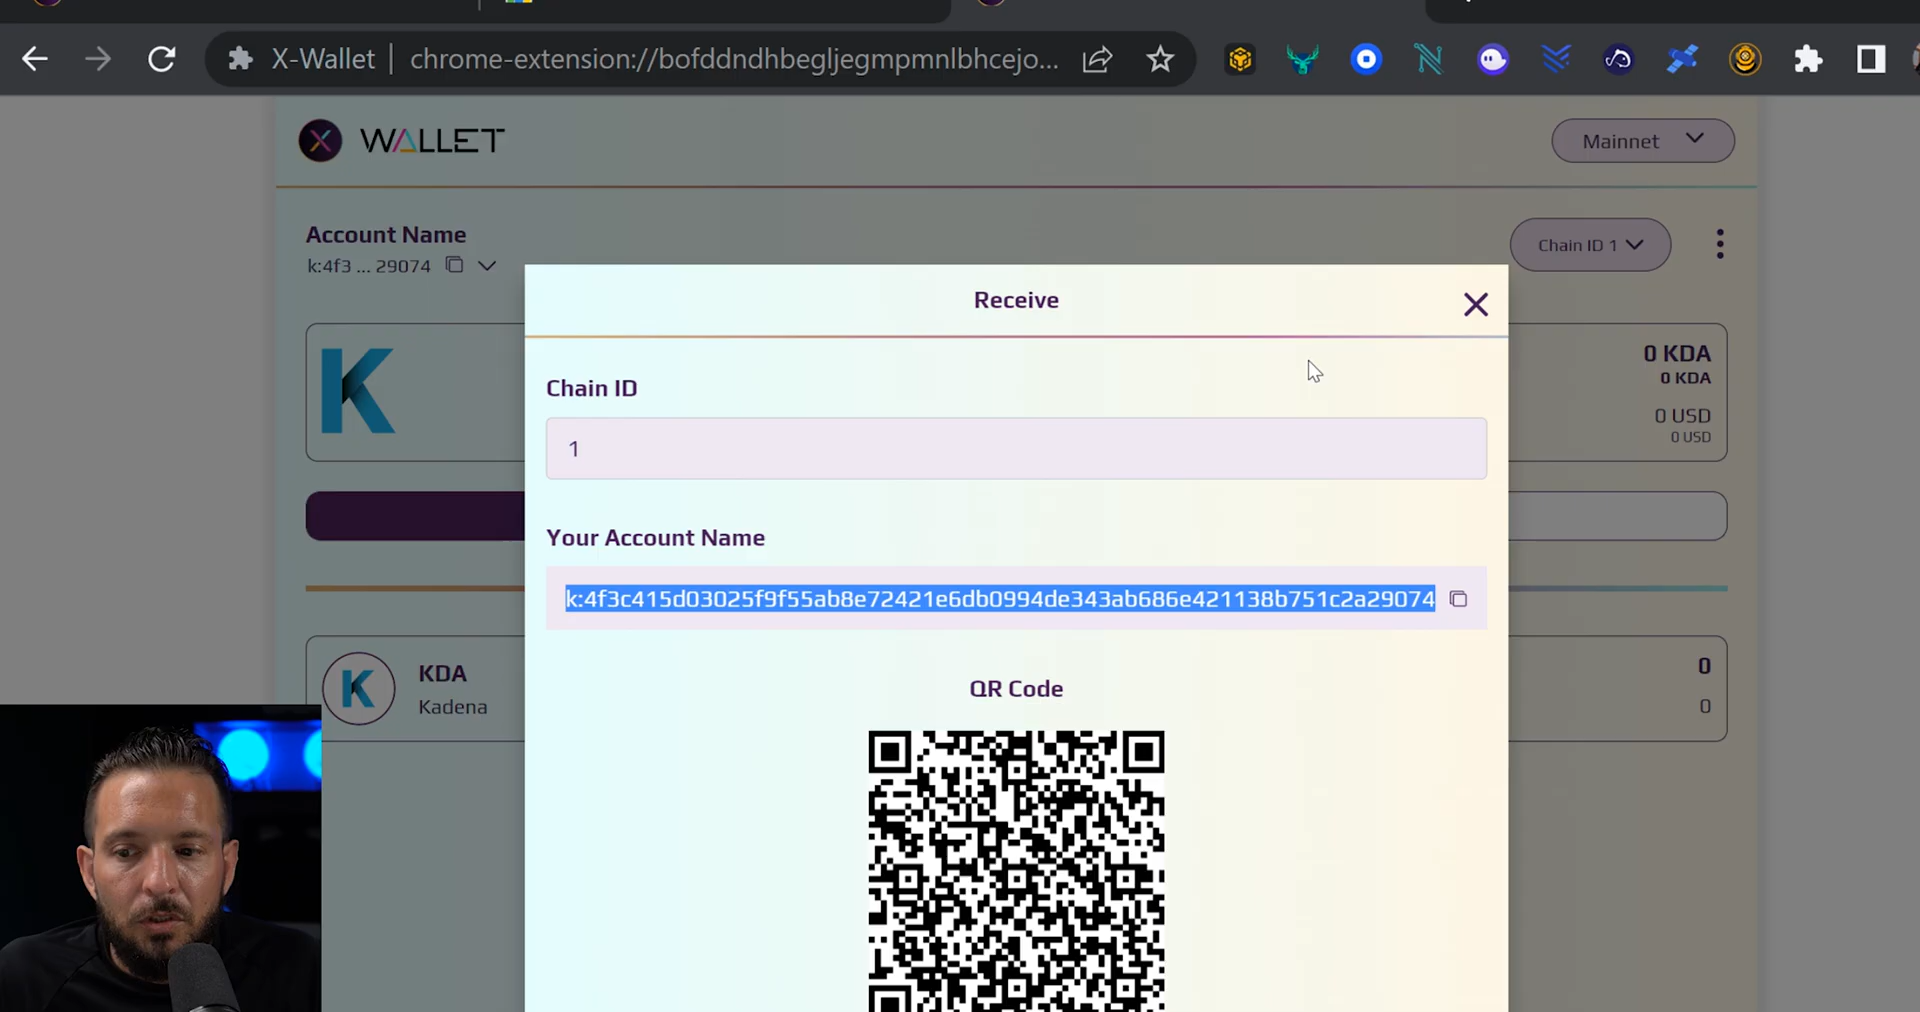 X-Wallet | chrome-extension://bofddndhbegljegmpmnlbhcejo...
X WALLET
Mainnet
Account Name
k:4f3 ... 29074
Chain ID 1
Receive
0 KDA
0 KDA
0 USD
0 USD
Chain ID
1
Your Account Name
k:4f3c415d03025f9f55ab8e72421e6db0994de343ab686e421138b751c2a29074
QR Code
KDA
Kadena
0
0